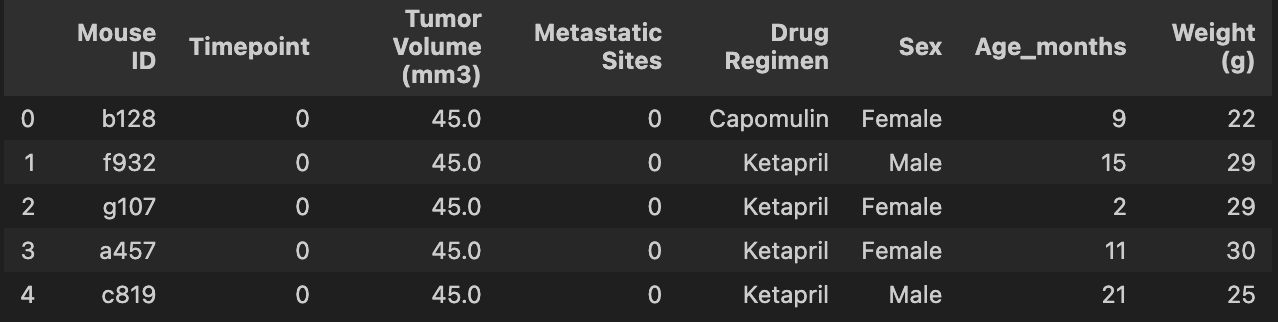 Mouse ID Timepoint Tumor Volume (mm3) Metastatic Sites Drug Regimen Sex Age_months Weight (g)
0 b128 0 45.0 0 Capomulin Female 9 22
1 f932 0 45.0 0 Ketapril Male 15 29
2 g107 0 45.0 0 Ketapril Female 2 29
3 a457 0 45.0 0 Ketapril Female 11 30
4 c819 0 45.0 0 Ketapril Male 21 25